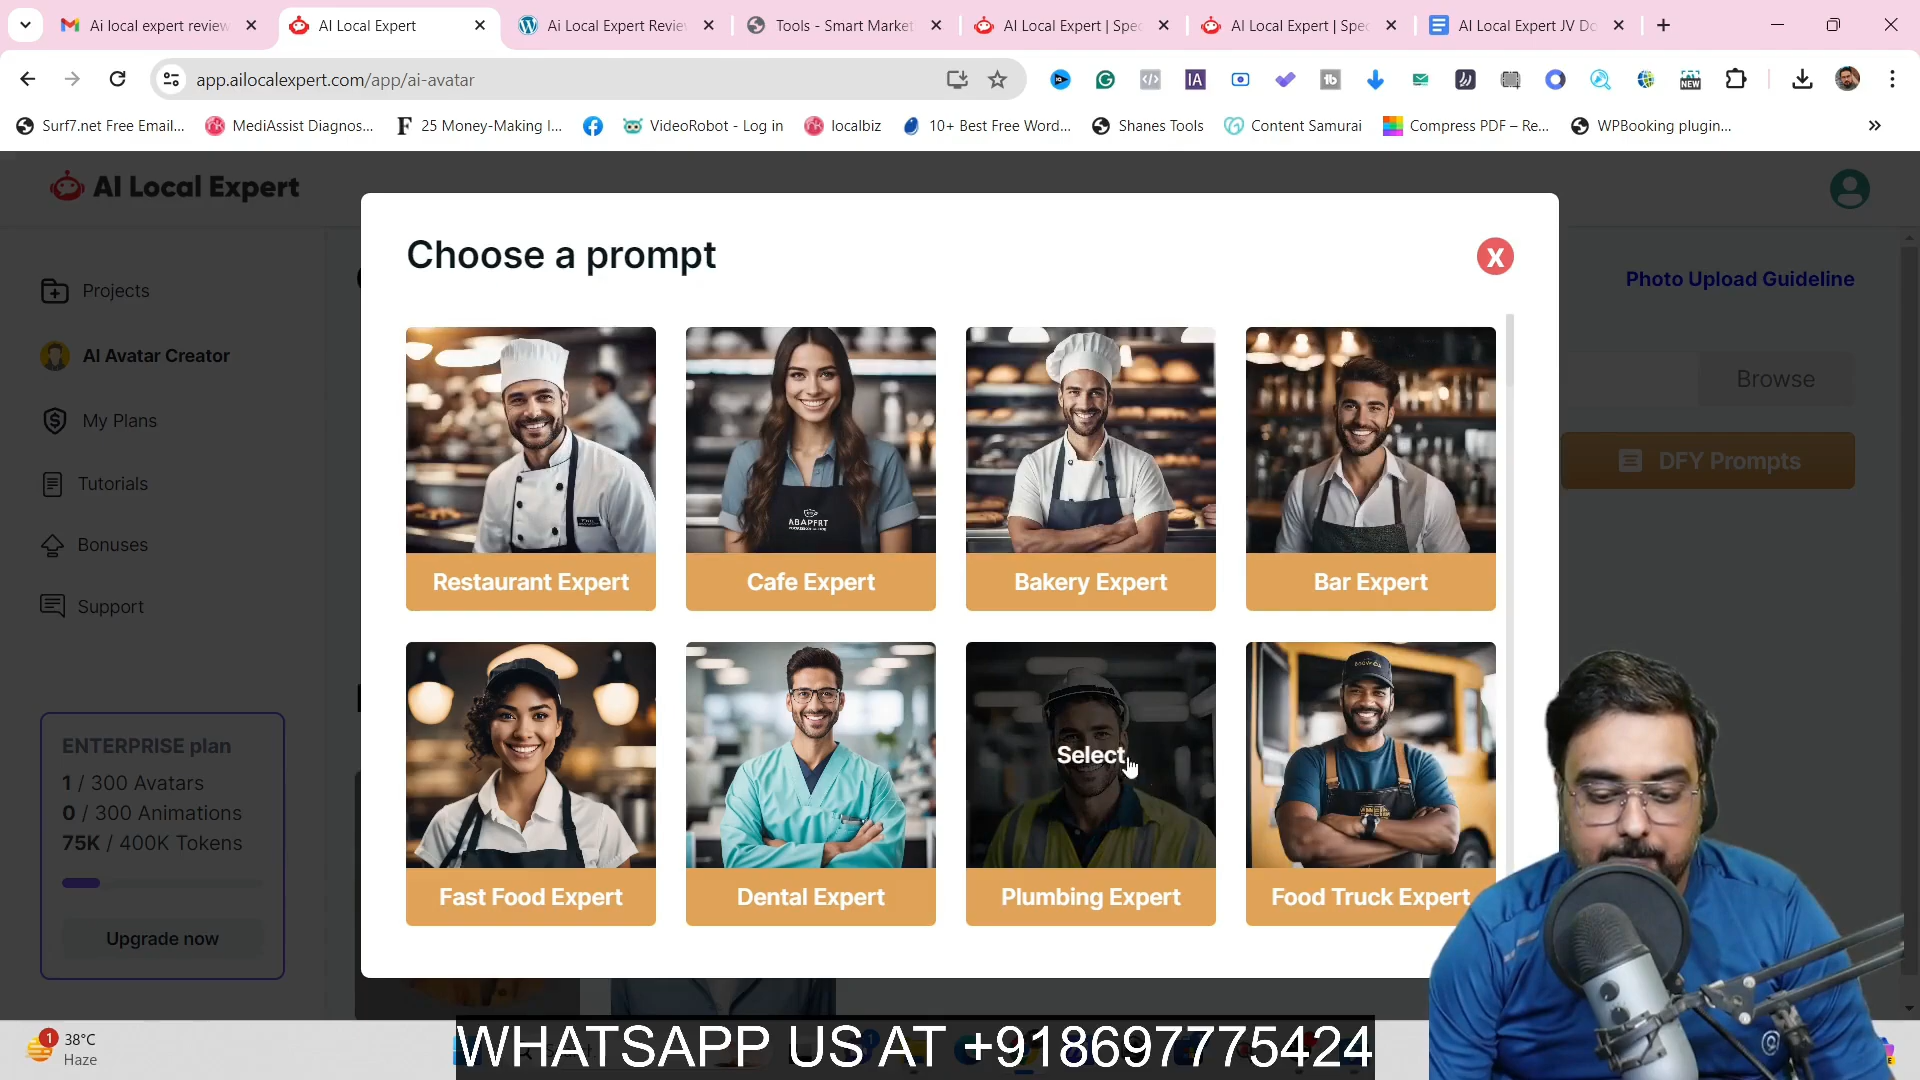 Ai local expert review
AI Local Expert
Ai Local Expert Revie
Tools - Smart Market
AI Local Expert | Spec
AI Local Expert | Spec
AI Local Expert JV Do
app.ailocalexpert.com/app/ai-avatar
IA
NEW
Surf7.net Free Email...
MediAssist Diagnos...
25 Money-Making I...
VideoRobot - Log in
localbiz
10+ Best Free Word...
Shanes Tools
Content Samurai
Compress PDF – Re...
WPBooking plugin...
AI Local Expert
Choose a prompt
X
Photo Upload Guideline
Projects
AI Avatar Creator
My Plans
Tutorials
Bonuses
Support
Browse
DFY Prompts
Restaurant Expert
Cafe Expert
Bakery Expert
Bar Expert
Select
Fast Food Expert
Dental Expert
Plumbing Expert
Food Truck Expert
ENTERPRISE plan
1 / 300 Avatars
0 / 300 Animations
75K / 400K Tokens
Upgrade now
1
38°C
Haze
WHATSAPP US AT +918697775424